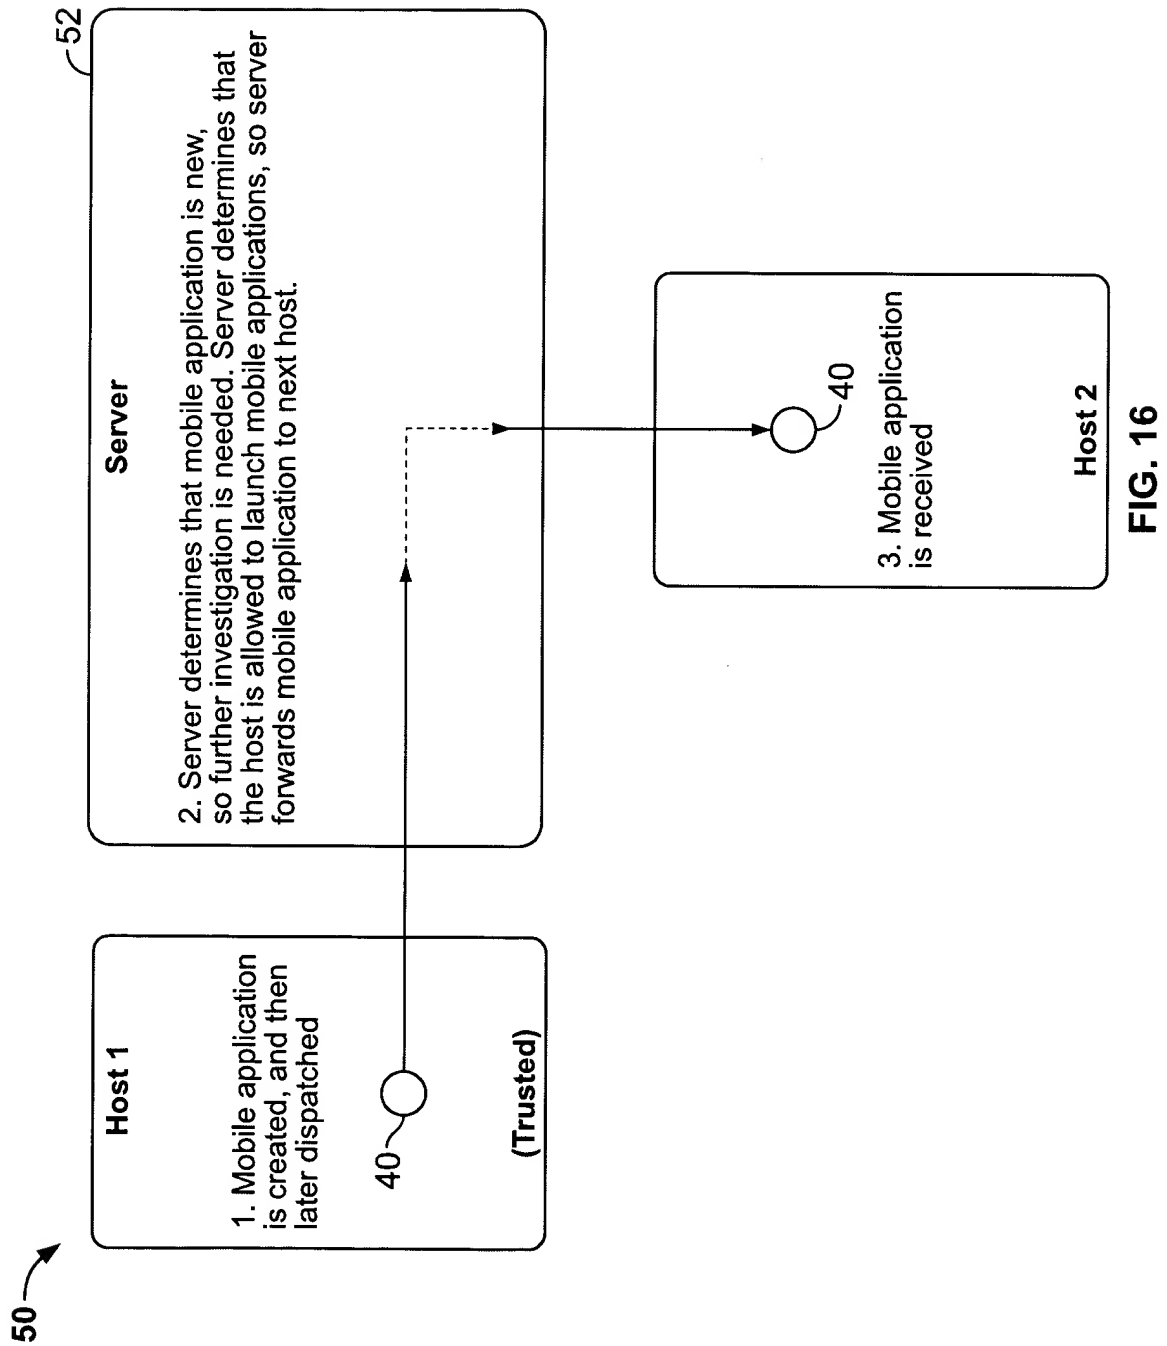 50
52
Host 1
1. Mobile application
is created, and then
later dispatched
40
(Trusted)
Server
2. Server determines that mobile application is new,
so further investigation is needed. Server determines that
the host is allowed to launch mobile applications, so server
forwards mobile application to next host.
40
3. Mobile application
is received
Host 2
FIG. 16